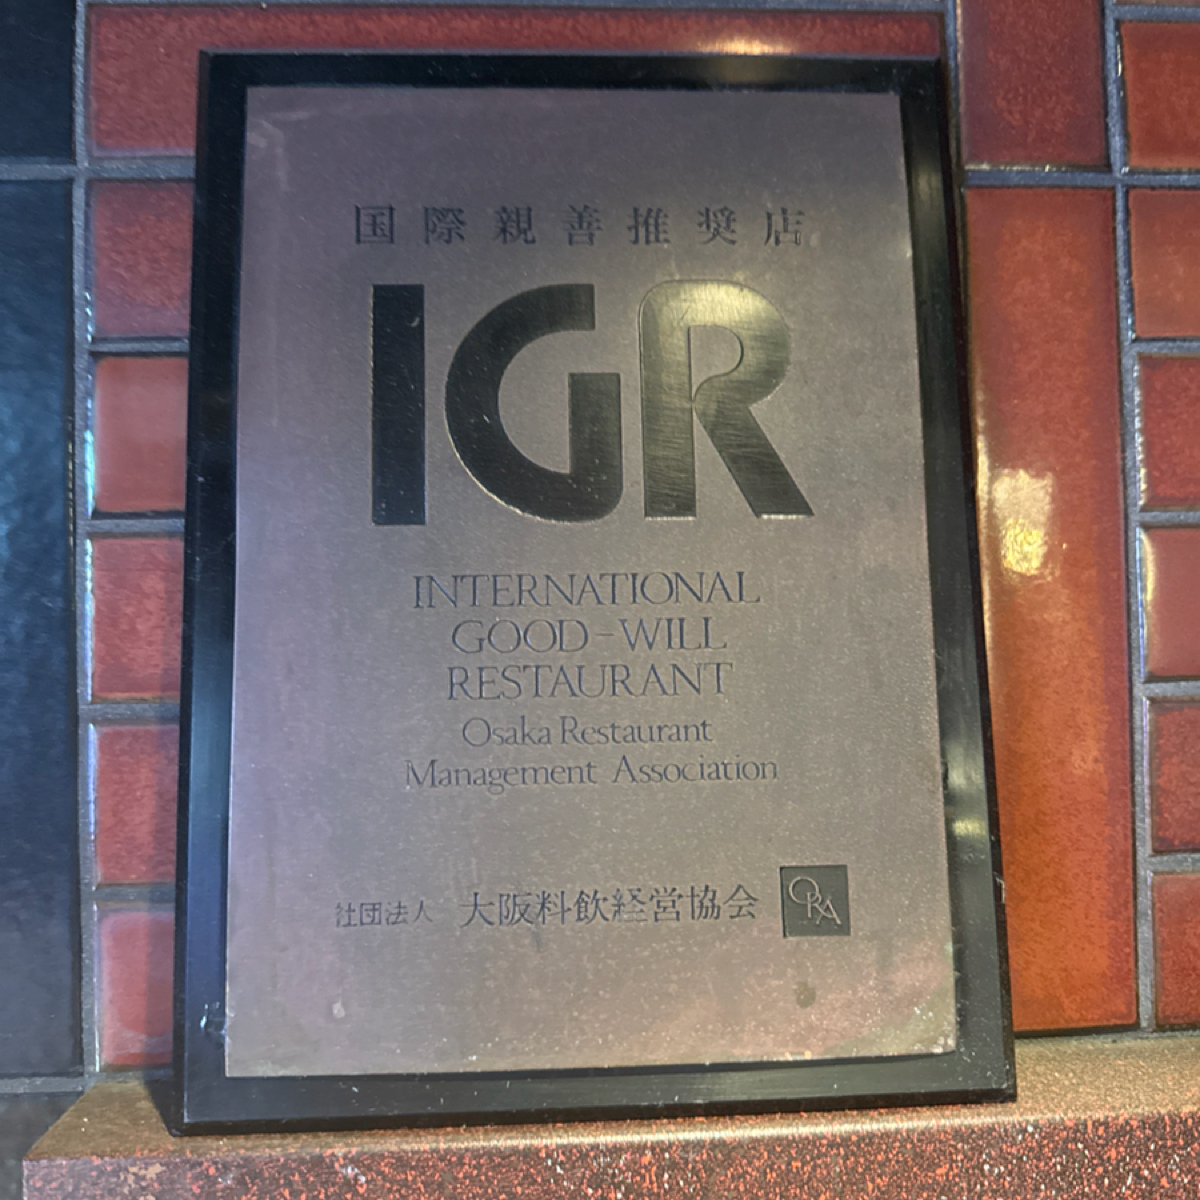 国際親善推奨店
IGR
INTERNATIONAL
GOOD-WILL
RESTAURANT
Osaka Restaurant
Management Association
社団法人 大阪料飲経営協会
ORA